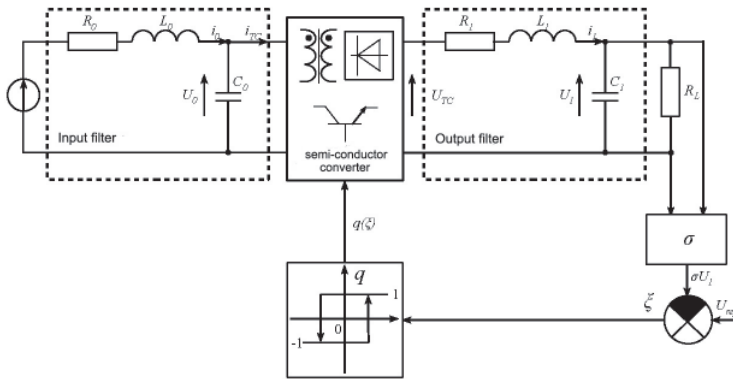 R0
L0
i0
iTC
U0
C0
Input filter
semi-conductor
converter
R1
L1
i1
UTC
U1
C1
Output filter
RL
q(ξ)
σ
σU1
q
1
0
-1
ξ